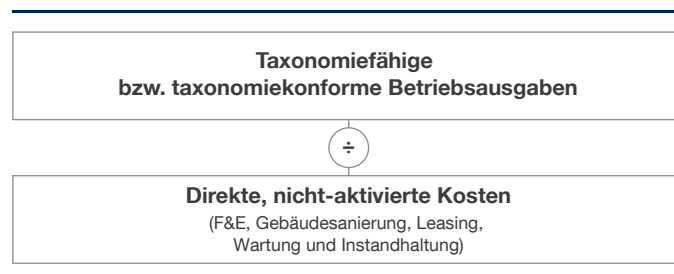 Taxonomiefähige
bzw. taxonomiekonforme Betriebsausgaben
÷
Direkte, nicht-aktivierte Kosten
(F&E, Gebäudesanierung, Leasing,
Wartung und Instandhaltung)